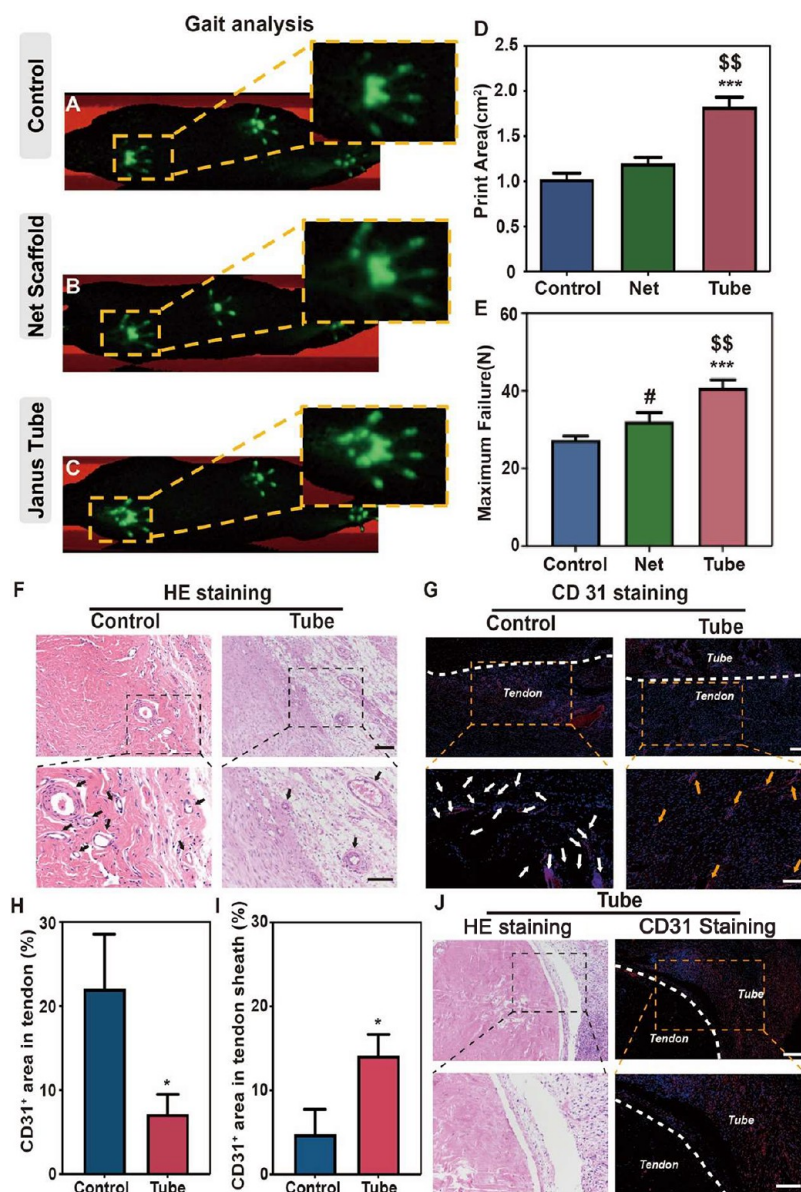 Gait analysis
Control
A
Net Scaffold
B
Janus Tube
C
D
Print Area(cm²)
2.5
2.0
1.5
1.0
0.5
0
$$
***
Control Net Tube
E
Maximum Failure(N)
60
40
20
0
#
$$
***
Control Net Tube
F
HE staining
Control Tube
G
CD 31 staining
Control Tube
Tendon
Tube
Tendon
H
CD31⁺ area in tendon (%)
30
20
10
0
*
Control Tube
I
CD31⁺ area in tendon sheath (%)
30
20
10
0
*
Control Tube
J
Tube
HE staining CD31 Staining
Tube
Tendon
Tube
Tendon